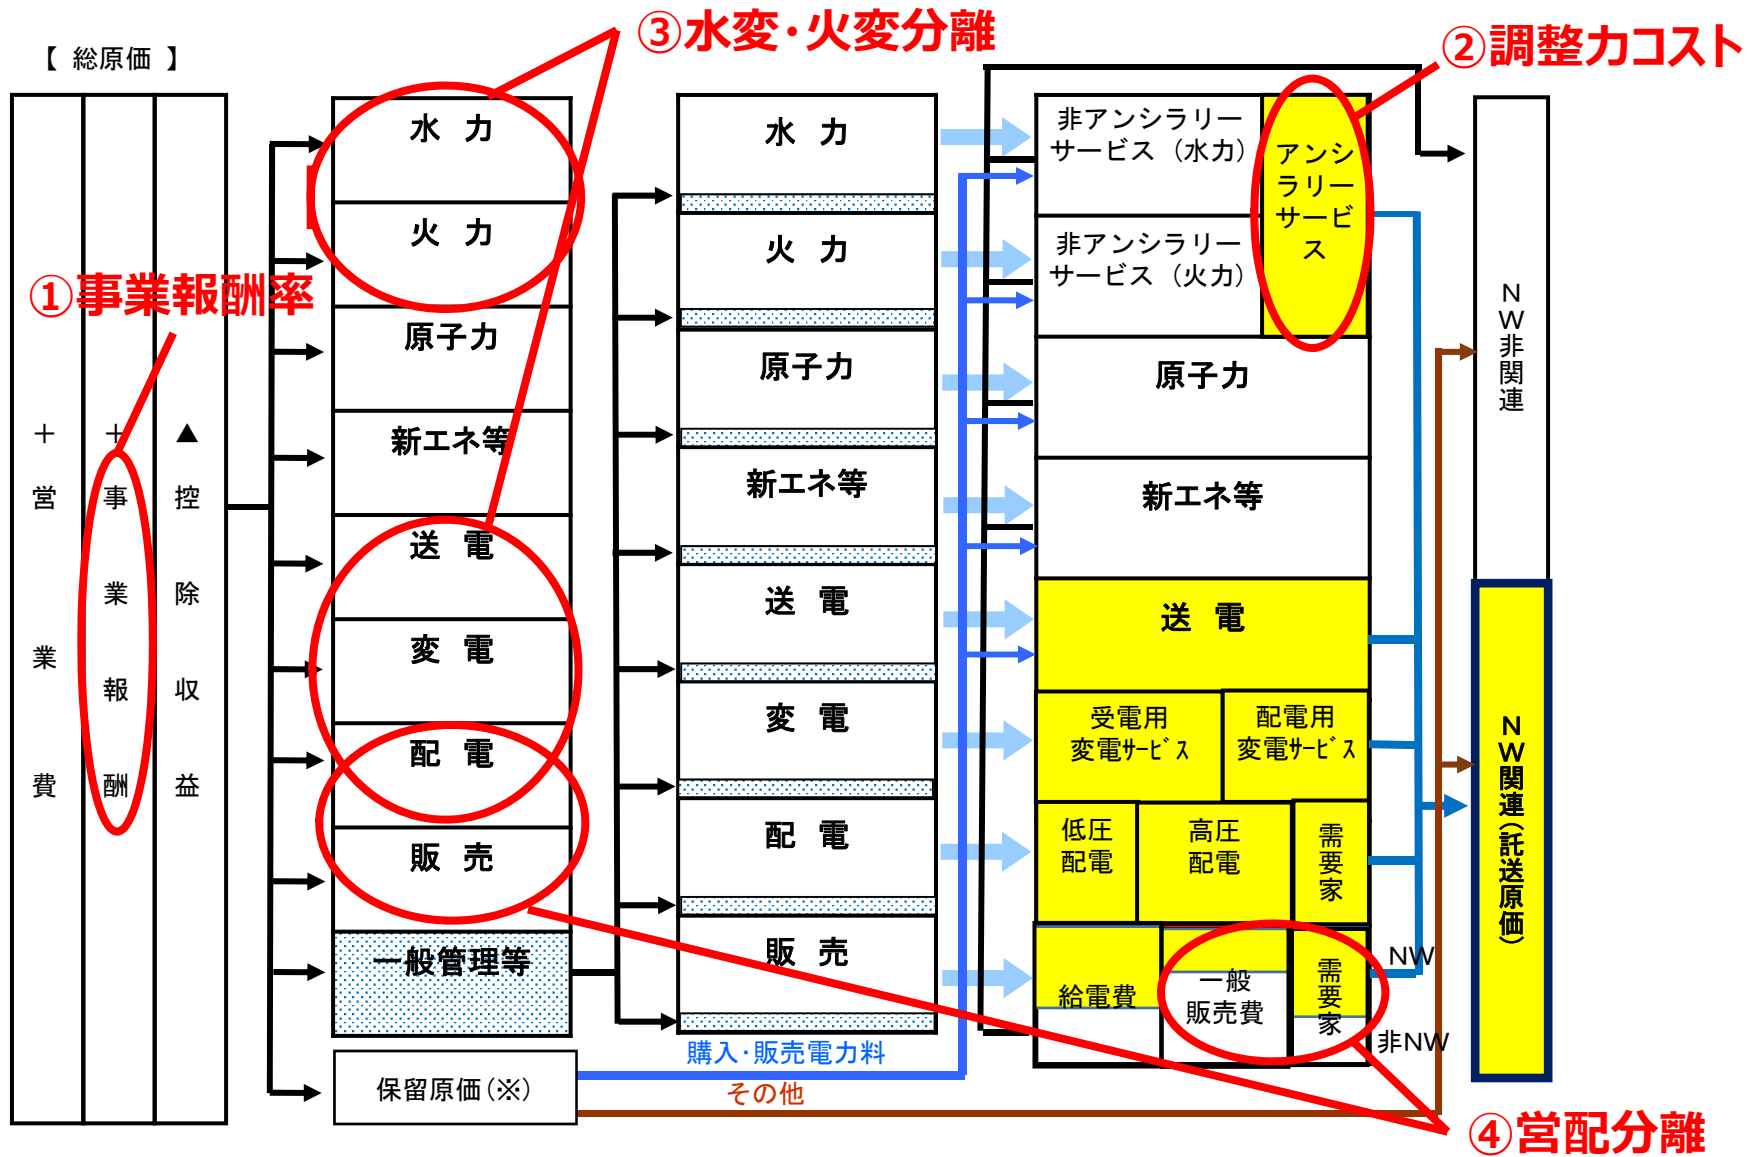 ③水変・火変分離
②調整力コスト
【 総原価 】
①事業報酬率
＋営業費
＋事業報酬
▲控除収益
水 力
火 力
原子力
新エネ等
送 電
変 電
配 電
販 売
一般管理等
保留原価(※)
水 力
火 力
原子力
新エネ等
送 電
変 電
配 電
販 売
購入・販売電力料
その他
非アンシラリー
サービス（水力）
非アンシラリー
サービス（火力）
アンシ
ラリー
サービ
ス
原子力
新エネ等
送 電
受電用
変電ｻｰﾋﾞｽ
配電用
変電ｻｰﾋﾞｽ
低圧
配電
高圧
配電
需要家
給電費
一般
販売費
需要家
NW
非NW
NW非関連
NW関連(託送原価)
④営配分離